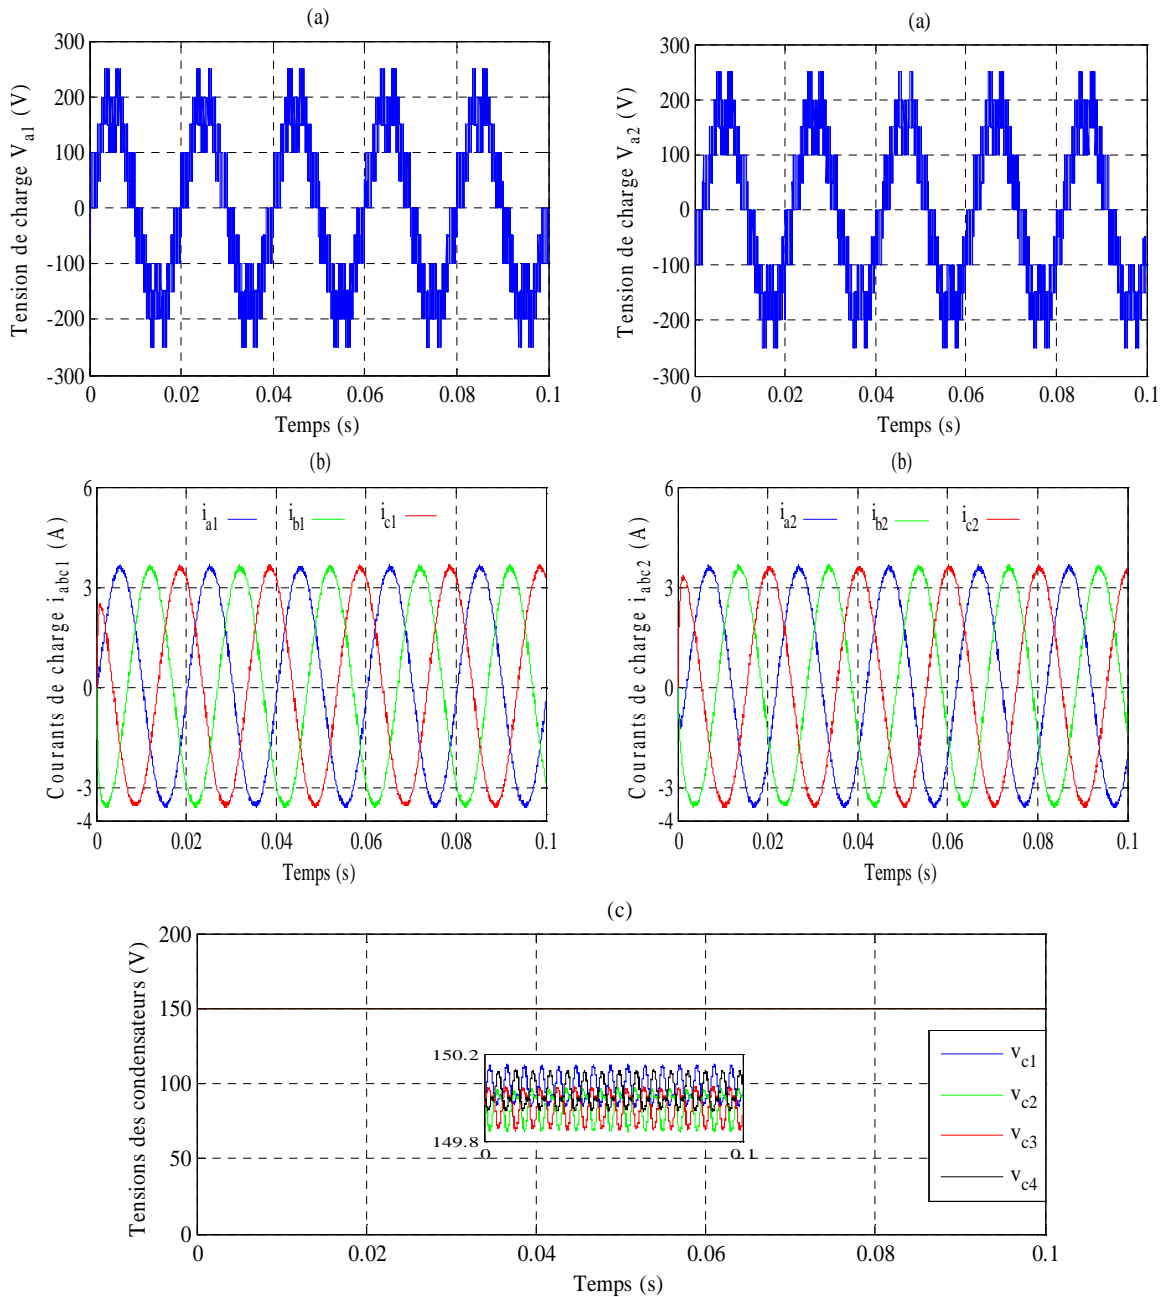 (a)
Tension de charge Va1 (V)
300
200
100
0
-100
-200
-300
0 0.02 0.04 0.06 0.08 0.1
Temps (s)
(a)
Tension de charge Va2 (V)
300
200
100
0
-100
-200
-300
0 0.02 0.04 0.06 0.08 0.1
Temps (s)
(b)
Courants de charge iabc1 (A)
6
3
0
-3
-4
ia1 ib1 ic1
0 0.02 0.04 0.06 0.08 0.1
Temps (s)
(b)
Courants de charge iabc2 (A)
6
3
0
-3
-4
ia2 ib2 ic2
0 0.02 0.04 0.06 0.08 0.1
Temps (s)
(c)
Tensions des condensateurs (V)
200
150
100
50
0
150.2
149.8
0 0.1
vc1
vc2
vc3
vc4
0 0.02 0.04 0.06 0.08 0.1
Temps (s)